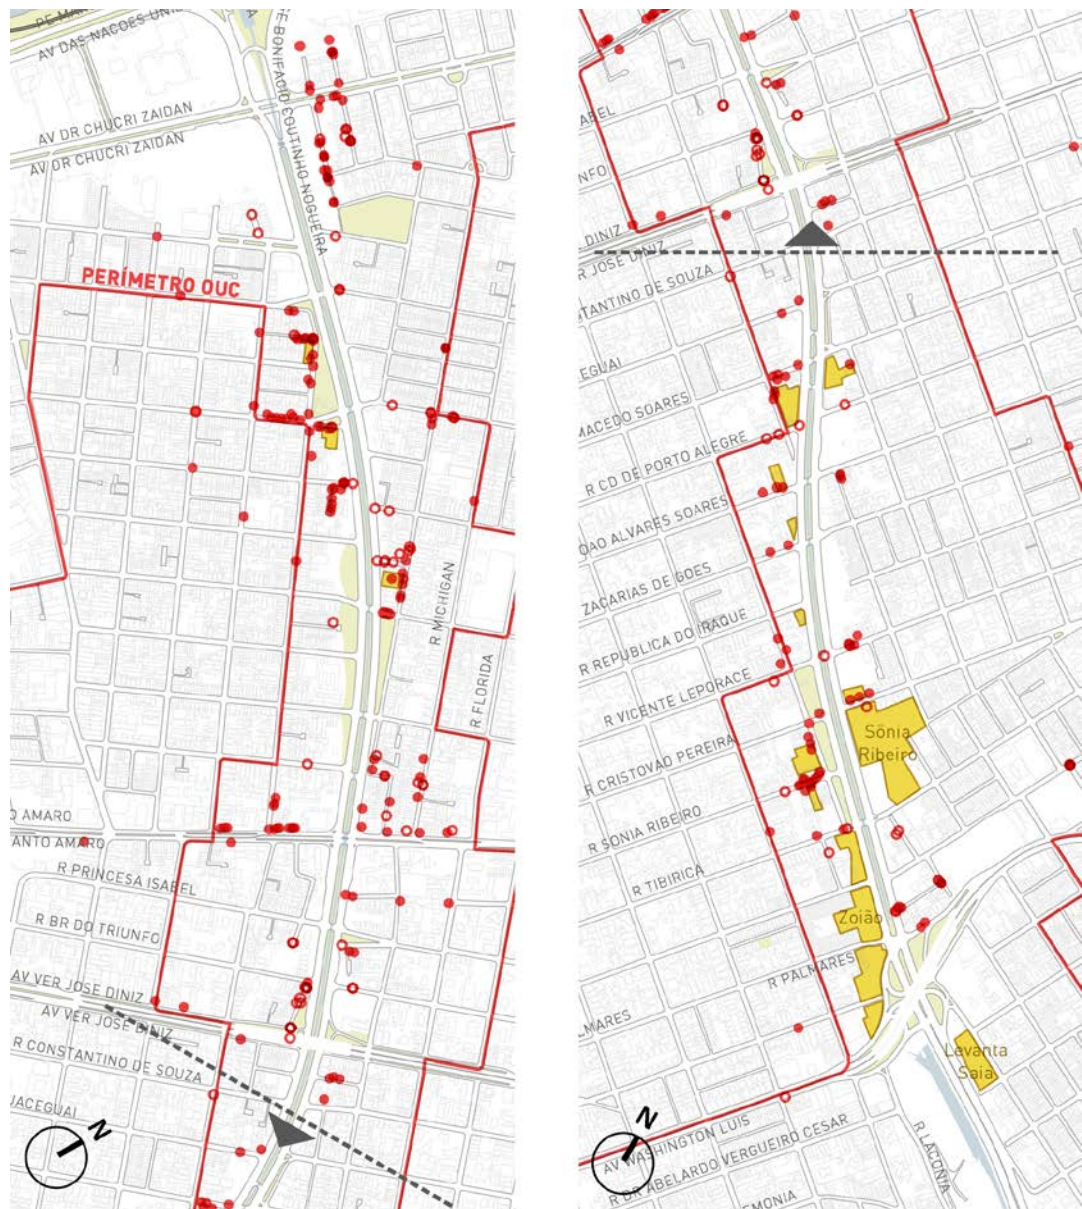 AV DAS NACOES UNID
AV DR CHUCRI ZAIDAN
AV DR CHUCRI ZAIDAN
E BONIFACIO COUTINHO NOGUEIRA
PERÍMETRO OUC
R MICHIGAN
R FLORIDA
O AMARO
ANTO AMARO
R PRINCESA ISABEL
R BR DO TRIUNFO
AV VER JOSE DINIZ
AV VER JOSE DINIZ
R CONSTANTINO DE SOUZA
JACEGUAI
N
ABEL
NFO
DINIZ
R JOSE DINIZ
STANTINO DE SOUZA
EGUAI
MACEDO SOARES
R CD DE PORTO ALEGRE
OAO ALVARES SOARES
ZACARIAS DE GOES
R REPUBLICA DO IRAQUE
R VICENTE LEPORACE
R CRISTOVAO PEREIRA
Sônia
Ribeiro
R SONIA RIBEIRO
R TIBIRICA
Zoião
R PALMARES
LMARES
Levanta
Saia
AV WASHINGTON LUIS
R DR ABELARDO VERGUEIRO CESAR
R LACONIA
EMONIA
N